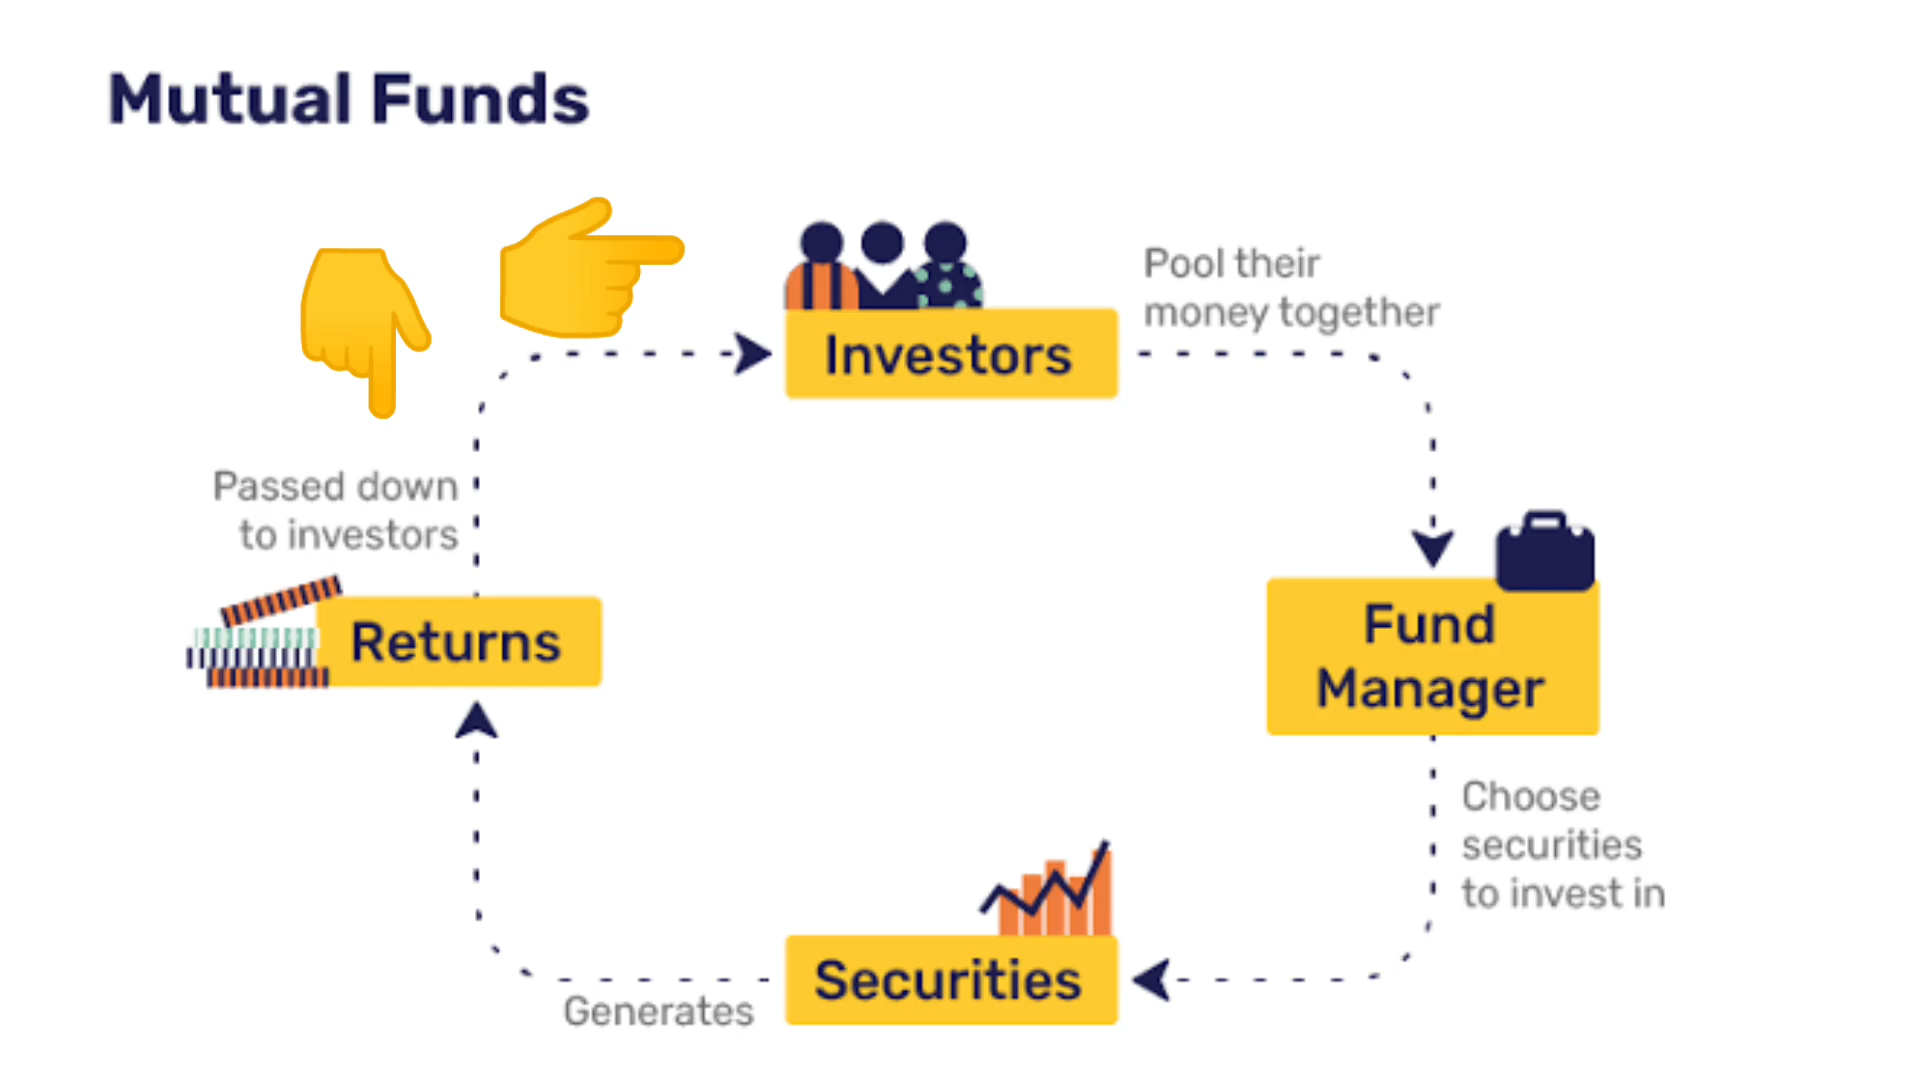 Mutual Funds
Investors
Pool their
money together
Fund
Manager
Choose
securities
to invest in
Securities
Generates
Returns
Passed down
to investors